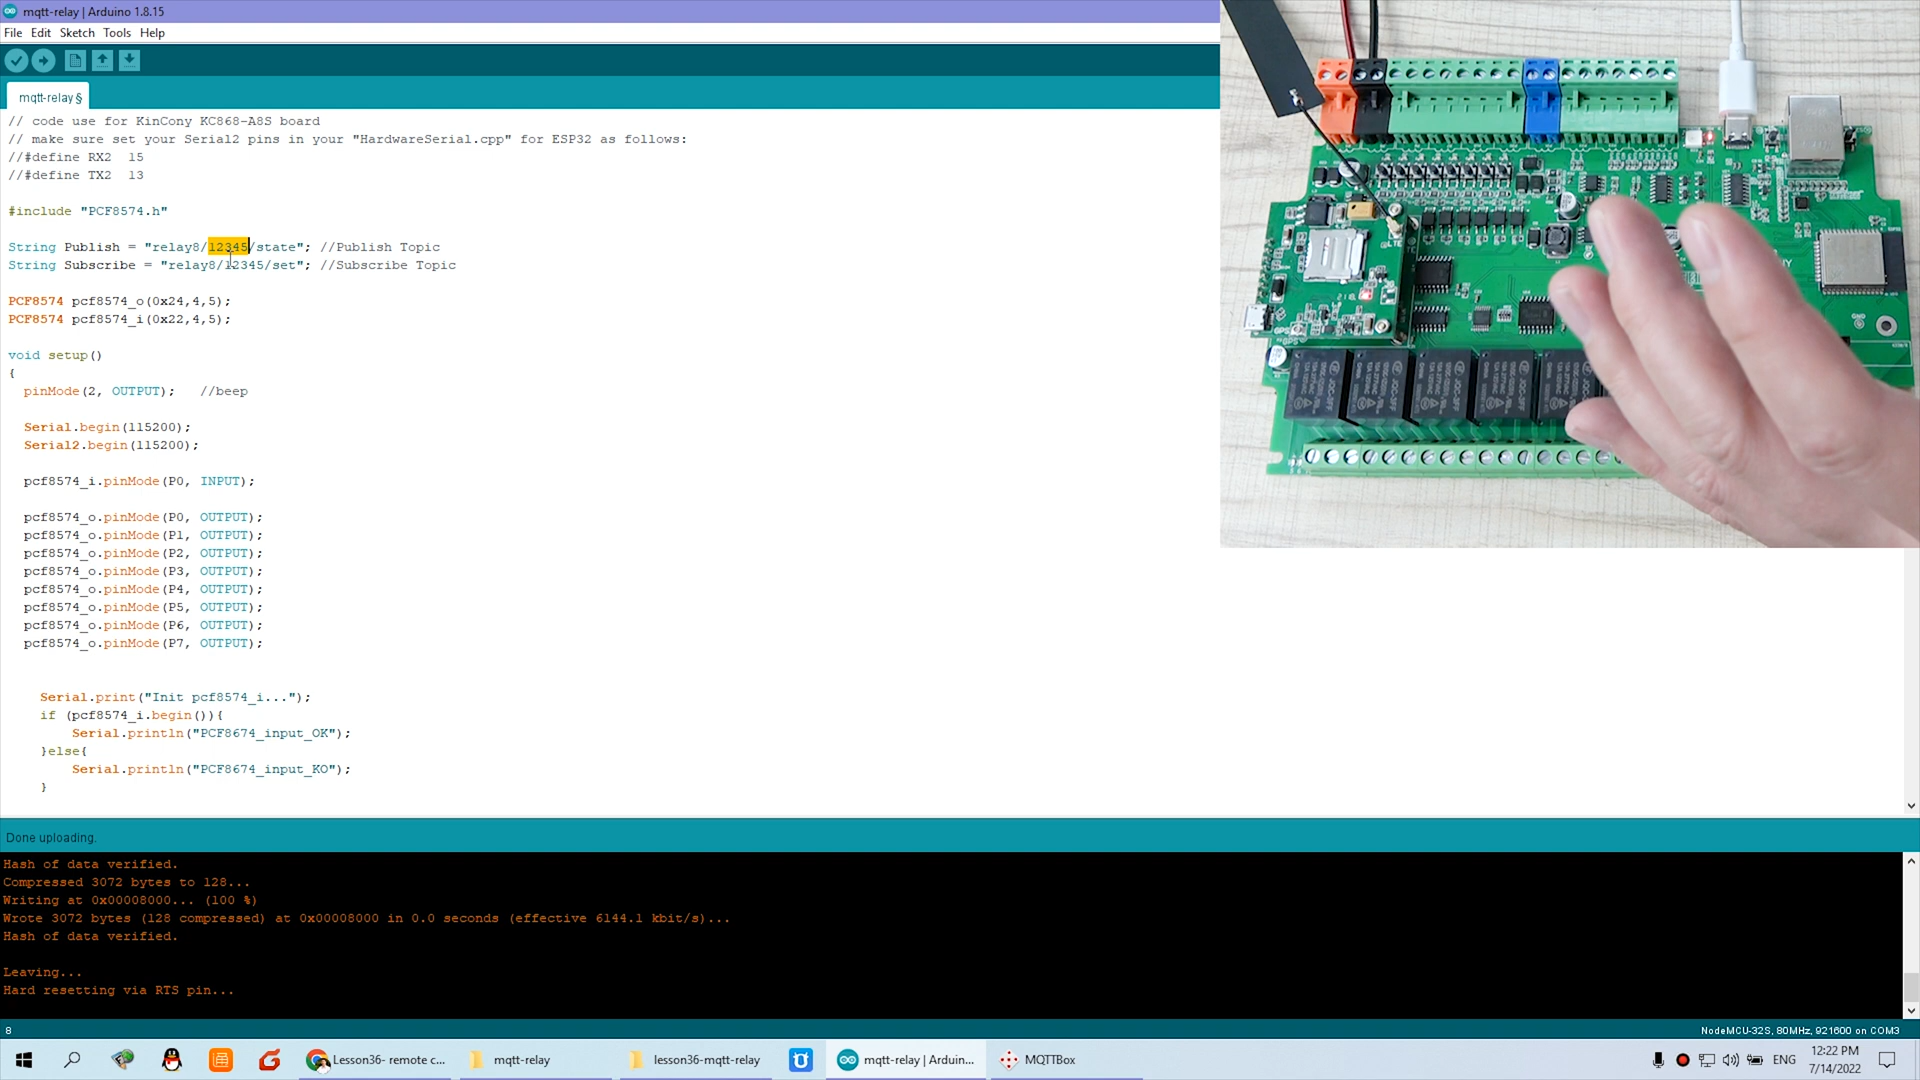 mqtt-relay | Arduino 1.8.15
File Edit Sketch Tools Help
mqtt-relay §
// code use for KinCony KC868-A8S board
// make sure set your Serial2 pins in your "HardwareSerial.cpp" for ESP32 as follows:
//#define RX2  15
//#define TX2  13
#include "PCF8574.h"
String Publish = "relay8/12345/state"; //Publish Topic
String Subscribe = "relay8/12345/set"; //Subscribe Topic
PCF8574 pcf8574_o(0x24,4,5);
PCF8574 pcf8574_i(0x22,4,5);
void setup()
{
pinMode(2, OUTPUT);   //beep
Serial.begin(115200);
Serial2.begin(115200);
pcf8574_i.pinMode(P0, INPUT);
pcf8574_o.pinMode(P0, OUTPUT);
pcf8574_o.pinMode(P1, OUTPUT);
pcf8574_o.pinMode(P2, OUTPUT);
pcf8574_o.pinMode(P3, OUTPUT);
pcf8574_o.pinMode(P4, OUTPUT);
pcf8574_o.pinMode(P5, OUTPUT);
pcf8574_o.pinMode(P6, OUTPUT);
pcf8574_o.pinMode(P7, OUTPUT);
Serial.print("Init pcf8574_i...");
if (pcf8574_i.begin()){
Serial.println("PCF8674_input_OK");
}else{
Serial.println("PCF8674_input_KO");
}
Done uploading.
Hash of data verified.
Compressed 3072 bytes to 128...
Writing at 0x00008000... (100 %)
Wrote 3072 bytes (128 compressed) at 0x00008000 in 0.0 seconds (effective 6144.1 kbit/s)...
Hash of data verified.
Leaving...
Hard resetting via RTS pin...
8
NodeMCU-32S, 80MHz, 921600 on COM3
Lesson36- remote c...
mqtt-relay
lesson36-mqtt-relay
mqtt-relay | Arduin...
MQTTBox
ENG
12:22 PM
7/14/2022